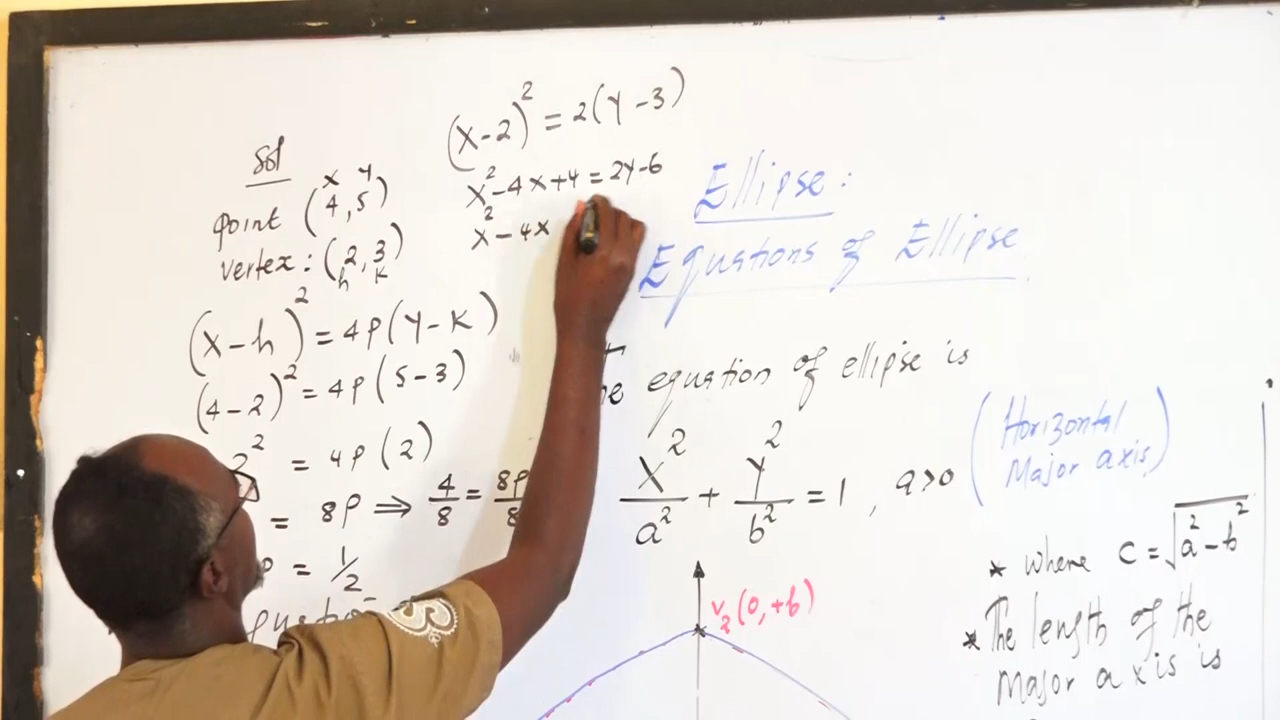 Sol
x y
point (4,5)
vertex: (2,3)
h k
(x-h)² = 4p(y-k)
(4-2)² = 4p(5-3)
2² = 4p(2)
= 8p ⇒ 4/8 = 8p/8
p = 1/2
(x-2)² = 2(y-3)
x²-4x+4 = 2y-6
x²-4x
Ellipse:
Equations of Ellipse
equation of ellipse is
x²/a² + y²/b² = 1, a>0 (Horizontal Major axis)
* where c = √a²-b²
* The length of the
Major axis is
V₂(0,+b)